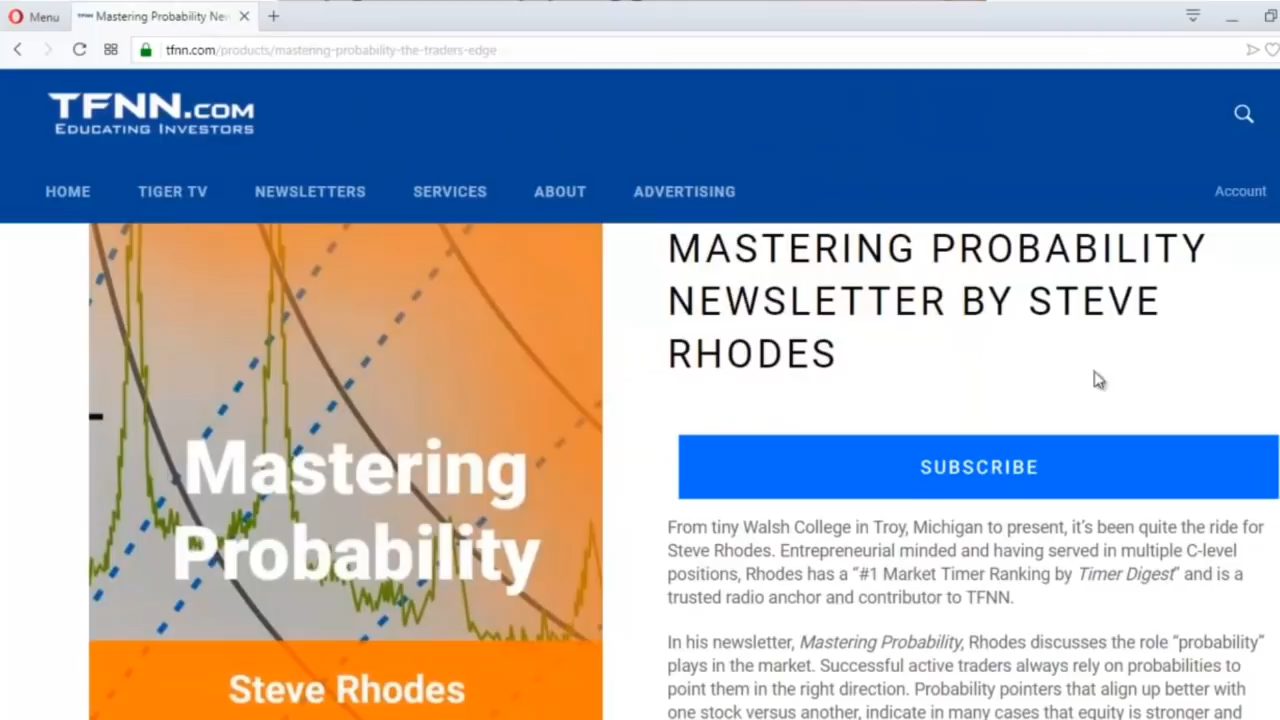 Menu
Mastering Probability Ne
tfnn.com/products/mastering-probability-the-traders-edge
TFNN.COM
EDUCATING INVESTORS
HOME TIGER TV NEWSLETTERS SERVICES ABOUT ADVERTISING
Account
Mastering
Probability
Steve Rhodes
MASTERING PROBABILITY
NEWSLETTER BY STEVE
RHODES
SUBSCRIBE
From tiny Walsh College in Troy, Michigan to present, it’s been quite the ride for
Steve Rhodes. Entrepreneurial minded and having served in multiple C-level
positions, Rhodes has a “#1 Market Timer Ranking by Timer Digest” and is a
trusted radio anchor and contributor to TFNN.
In his newsletter, Mastering Probability, Rhodes discusses the role “probability”
plays in the market. Successful active traders always rely on probabilities to
point them in the right direction. Probability pointers that align up better with
one stock versus another, indicate in many cases that equity is stronger and